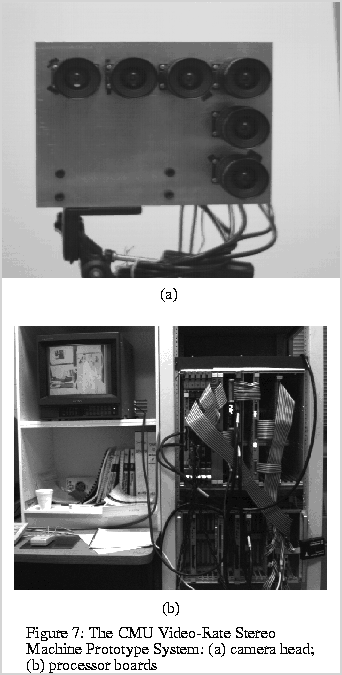 (a)
(b)
Figure 7: The CMU Video-Rate Stereo
Machine Prototype System: (a) camera head;
(b) processor boards